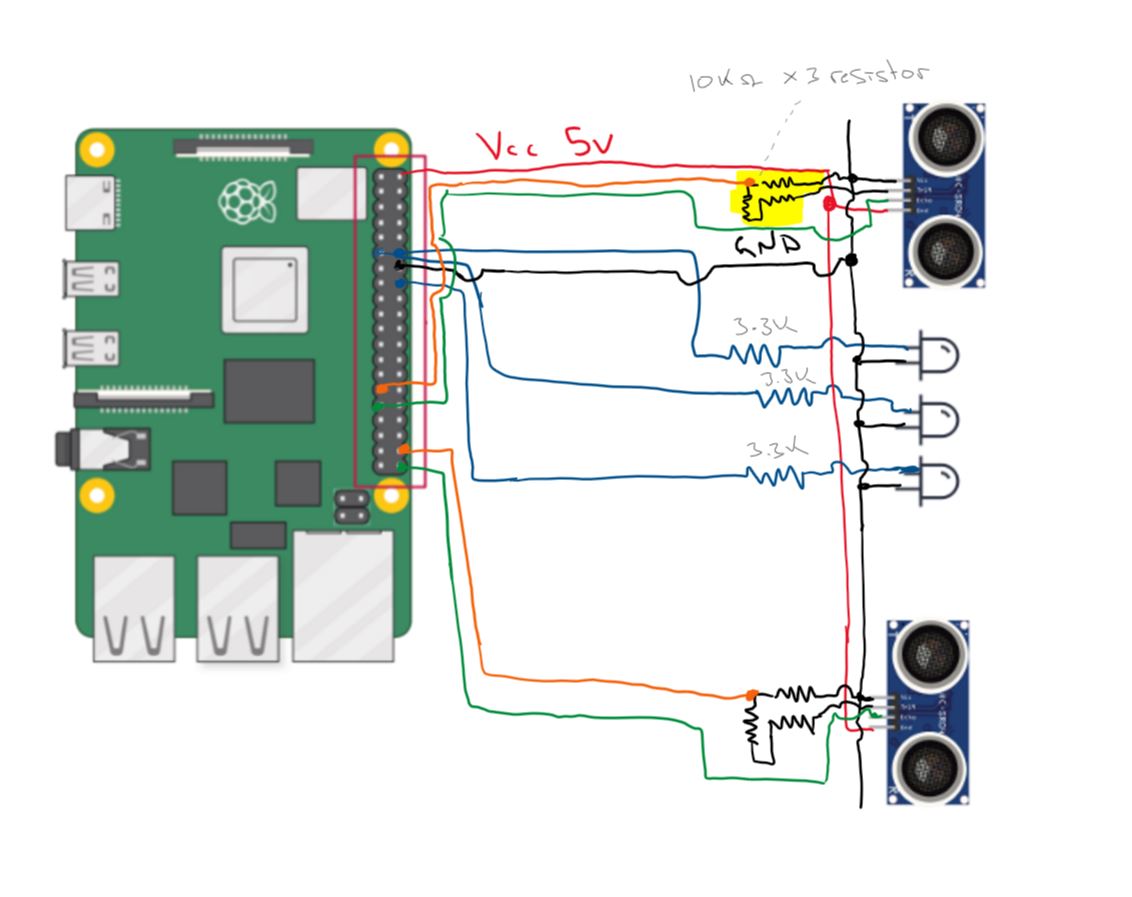 10KΩ x3 resistor
Vcc 5v
GND
3.3K
3.3K
3.3K
Vcc
Trig
Echo
Gnd
Vcc
Trig
Echo
Gnd